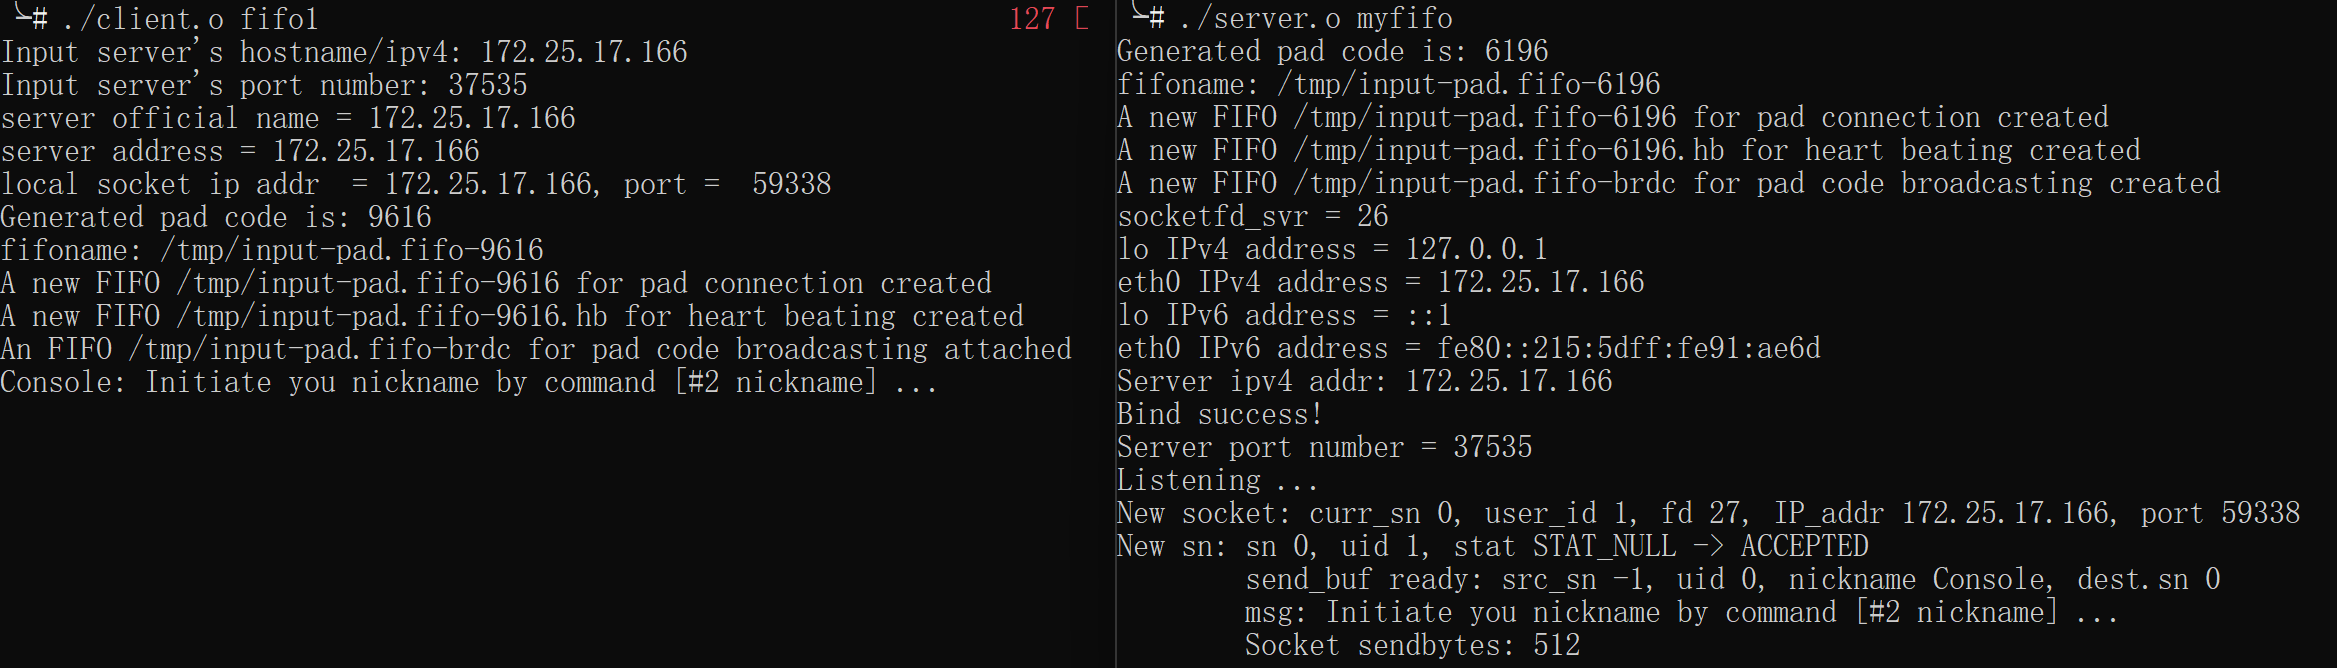 ╰─# ./client.o fifo1 127 [
Input server's hostname/ipv4: 172.25.17.166
Input server's port number: 37535
server official name = 172.25.17.166
server address = 172.25.17.166
local socket ip addr  = 172.25.17.166, port =  59338
Generated pad code is: 9616
fifoname: /tmp/input-pad.fifo-9616
A new FIFO /tmp/input-pad.fifo-9616 for pad connection created
A new FIFO /tmp/input-pad.fifo-9616.hb for heart beating created
An FIFO /tmp/input-pad.fifo-brdc for pad code broadcasting attached
Console: Initiate you nickname by command [#2 nickname] ...
╰─# ./server.o myfifo
Generated pad code is: 6196
fifoname: /tmp/input-pad.fifo-6196
A new FIFO /tmp/input-pad.fifo-6196 for pad connection created
A new FIFO /tmp/input-pad.fifo-6196.hb for heart beating created
A new FIFO /tmp/input-pad.fifo-brdc for pad code broadcasting created
socketfd_svr = 26
lo IPv4 address = 127.0.0.1
eth0 IPv4 address = 172.25.17.166
lo IPv6 address = ::1
eth0 IPv6 address = fe80::215:5dff:fe91:ae6d
Server ipv4 addr: 172.25.17.166
Bind success!
Server port number = 37535
Listening ...
New socket: curr_sn 0, user_id 1, fd 27, IP_addr 172.25.17.166, port 59338
New sn: sn 0, uid 1, stat STAT_NULL -> ACCEPTED
send_buf ready: src_sn -1, uid 0, nickname Console, dest.sn 0
msg: Initiate you nickname by command [#2 nickname] ...
Socket sendbytes: 512